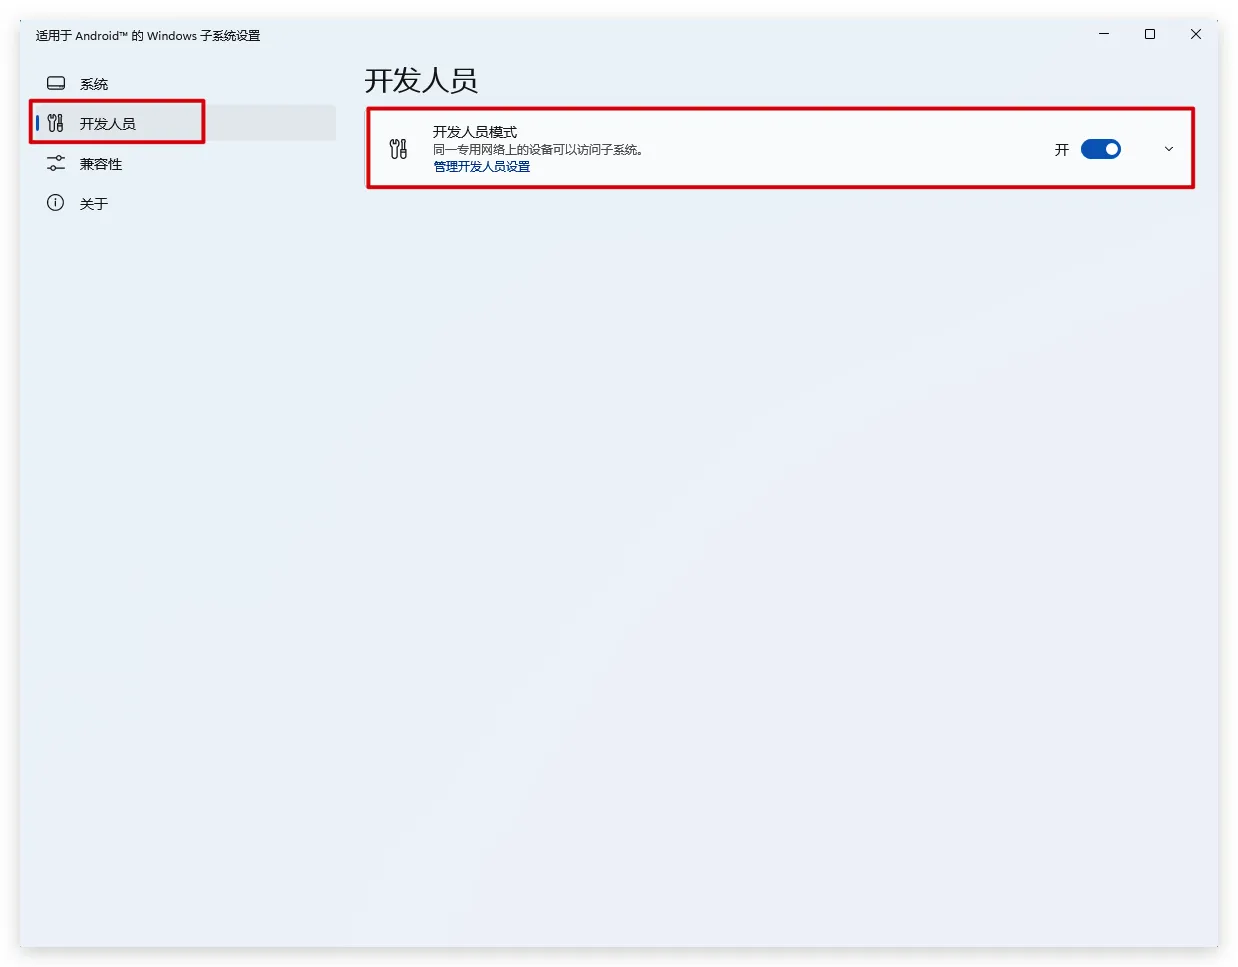 适用于 Android™ 的 Windows 子系统设置
系统
开发人员
兼容性
关于
开发人员
开发人员模式
同一专用网络上的设备可以访问子系统。
管理开发人员设置
开